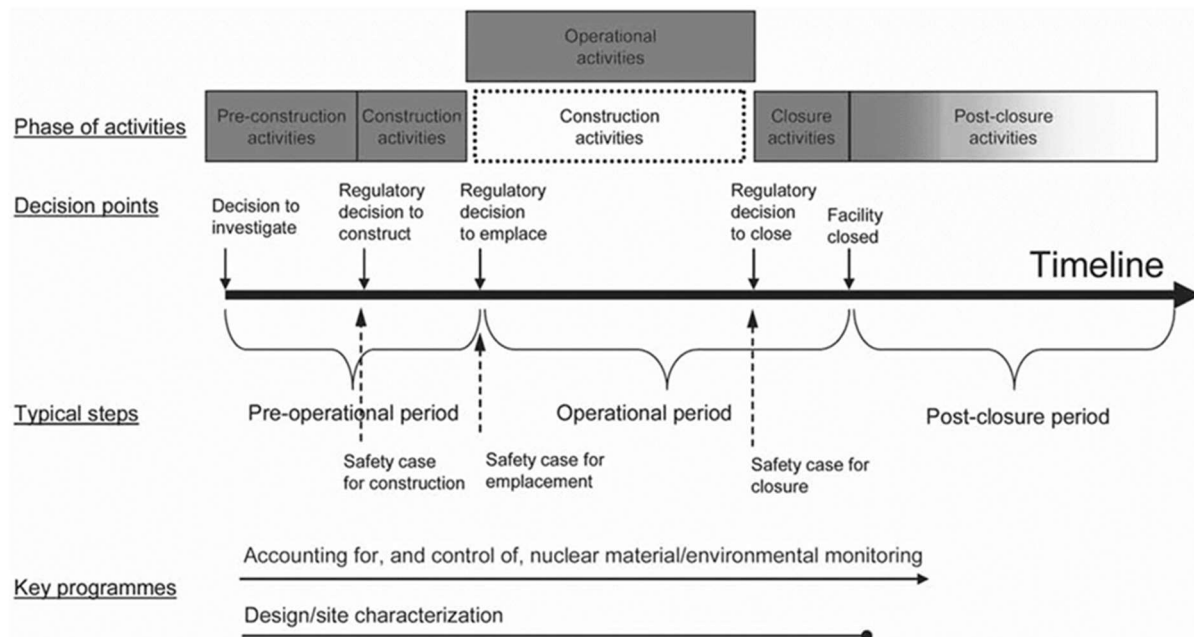 Operational
activities
Phase of activities
Pre-construction
activities
Construction
activities
Construction
activities
Closure
activities
Post-closure
activities
Decision points
Decision to
investigate
Regulatory
decision to
construct
Regulatory
decision
to emplace
Regulatory
decision
to close
Facility
closed
Timeline
Typical steps
Pre-operational period
Operational period
Post-closure period
Safety case
for construction
Safety case for
emplacement
Safety case for
closure
Key programmes
Accounting for, and control of, nuclear material/environmental monitoring
Design/site characterization